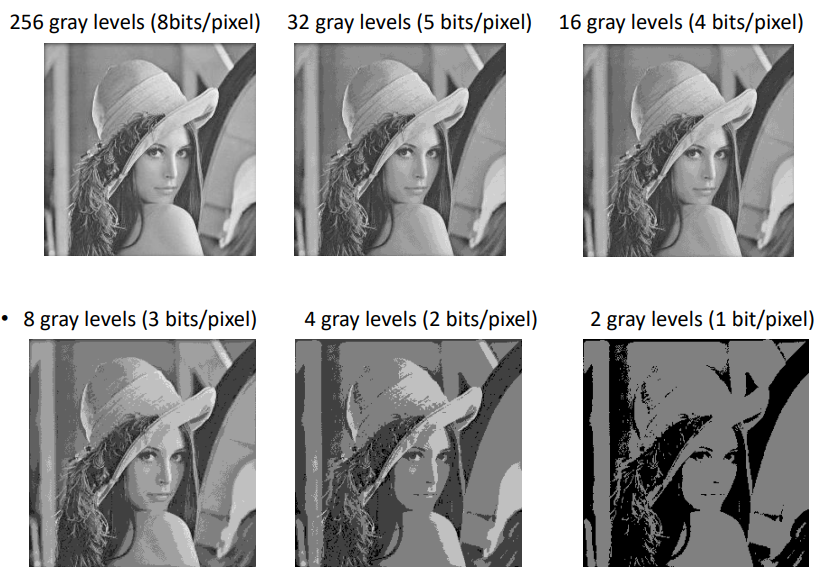 256 gray levels (8bits/pixel) 32 gray levels (5 bits/pixel) 16 gray levels (4 bits/pixel)
• 8 gray levels (3 bits/pixel) 4 gray levels (2 bits/pixel) 2 gray levels (1 bit/pixel)